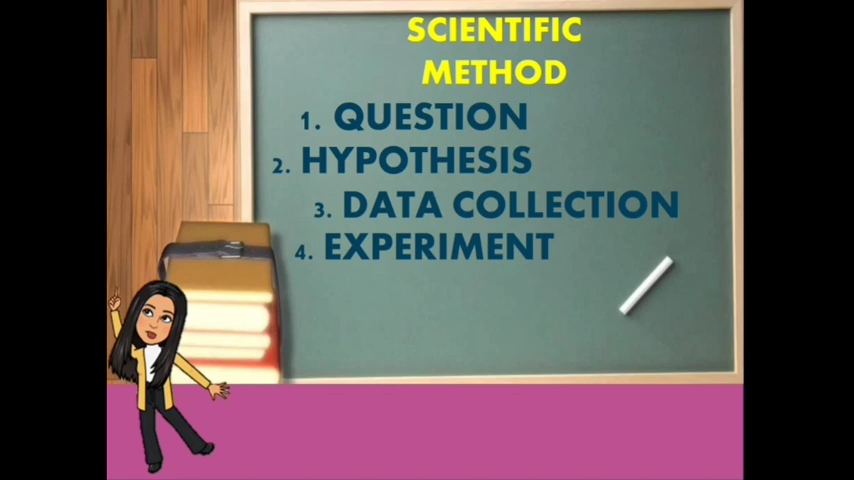 SCIENTIFIC
METHOD
1. QUESTION
2. HYPOTHESIS
3. DATA COLLECTION
4. EXPERIMENT